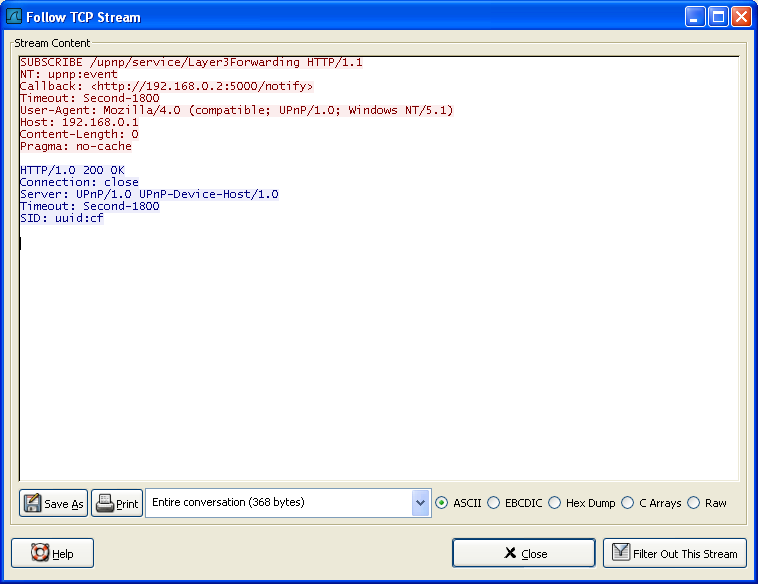 Follow TCP Stream
Stream Content
SUBSCRIBE /upnp/service/Layer3Forwarding HTTP/1.1
NT: upnp:event
Callback: <http://192.168.0.2:5000/notify>
Timeout: Second-1800
User-Agent: Mozilla/4.0 (compatible; UPnP/1.0; Windows NT/5.1)
Host: 192.168.0.1
Content-Length: 0
Pragma: no-cache
HTTP/1.0 200 OK
Connection: close
Server: UPnP/1.0 UPnP-Device-Host/1.0
Timeout: Second-1800
SID: uuid:cf
Save As Print Entire conversation (368 bytes) ASCII EBCDIC Hex Dump C Arrays Raw
Help Close Filter Out This Stream